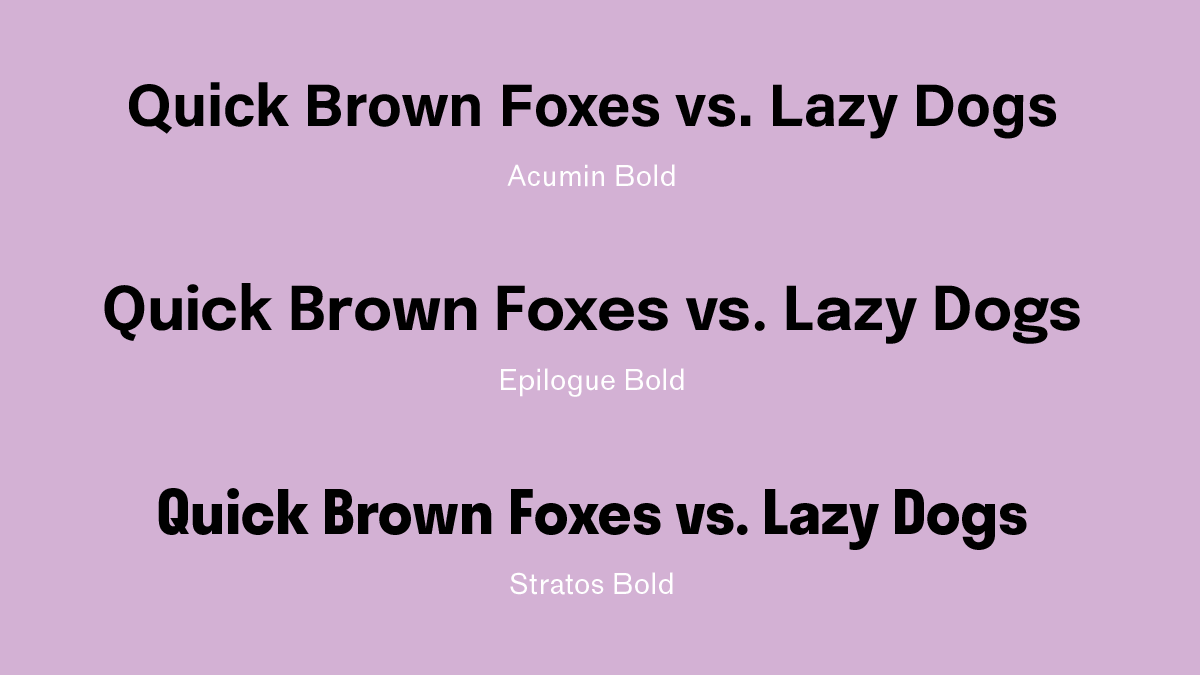 Quick Brown Foxes vs. Lazy Dogs
Acumin Bold
Quick Brown Foxes vs. Lazy Dogs
Epilogue Bold
Quick Brown Foxes vs. Lazy Dogs
Stratos Bold